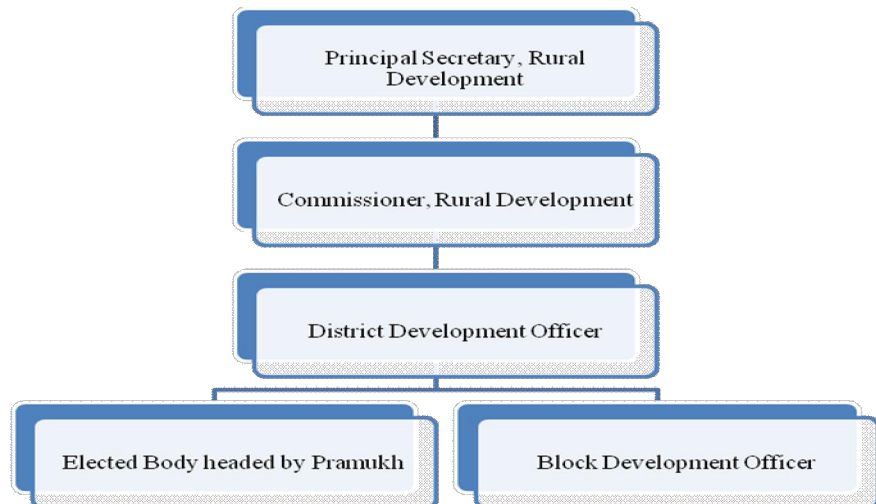 Principal Secretary, Rural
Development
Commissioner, Rural Development
District Development Officer
Elected Body headed by Pramukh
Block Development Officer